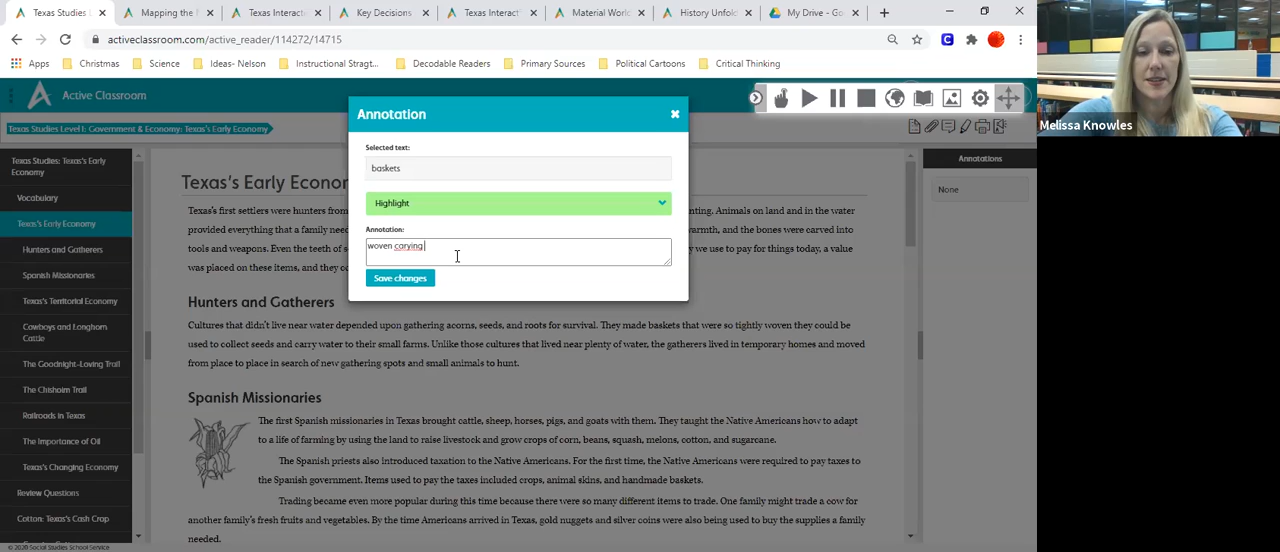 Texas Studies L
Mapping the F
Texas Interact
Key Decisions
Texas Interact
Material World
History Unfold
My Drive - Go
activeclassroom.com/active_reader/114272/14715
Apps
Christmas
Science
Ideas- Nelson
Instructional Stragt...
Decodable Readers
Primary Sources
Political Cartoons
Critical Thinking
Active Classroom
Melissa Knowles
Texas Studies Level I: Government & Economy: Texas's Early Economy
Annotation
Selected text:
baskets
Highlight
Annotation:
woven carying
Save changes
Annotations
None
Texas Studies: Texas's Early
Economy
Vocabulary
Texas's Early Economy
Hunters and Gatherers
Spanish Missionaries
Texas's Territorial Economy
Cowboys and Longhorn
Cattle
The Goodnight-Loving Trail
The Chisholm Trail
Railroads in Texas
The Importance of Oil
Texas's Changing Economy
Review Questions
Cotton: Texas's Cash Crop
Texas's Early Econo
Texas's first settlers were hunters from
nting. Animals on land and in the water
provided everything that a family need
rmth, and the bones were carved into
tools and weapons. Even the teeth of s
y we use to pay for things today, a value
was placed on these items, and they co
Hunters and Gatherers
Cultures that didn't live near water depended upon gathering acorns, seeds, and roots for survival. They made baskets that were so tightly woven they could be
used to collect seeds and carry water to their small farms. Unlike those cultures that lived near plenty of water, the gatherers lived in temporary homes and moved
from place to place in search of new gathering spots and small animals to hunt.
Spanish Missionaries
The first Spanish missionaries in Texas brought cattle, sheep, horses, pigs, and goats with them. They taught the Native Americans how to adapt
to a life of farming by using the land to raise livestock and grow crops of corn, beans, squash, melons, cotton, and sugarcane.
The Spanish priests also introduced taxation to the Native Americans. For the first time, the Native Americans were required to pay taxes to
the Spanish government. Items used to pay the taxes included crops, animal skins, and handmade baskets.
Trading became even more popular during this time because there were so many different items to trade. One family might trade a cow for
another family's fresh fruits and vegetables. By the time Americans arrived in Texas, gold nuggets and silver coins were also being used to buy the supplies a family
needed.
© 2020 Social Studies School Service